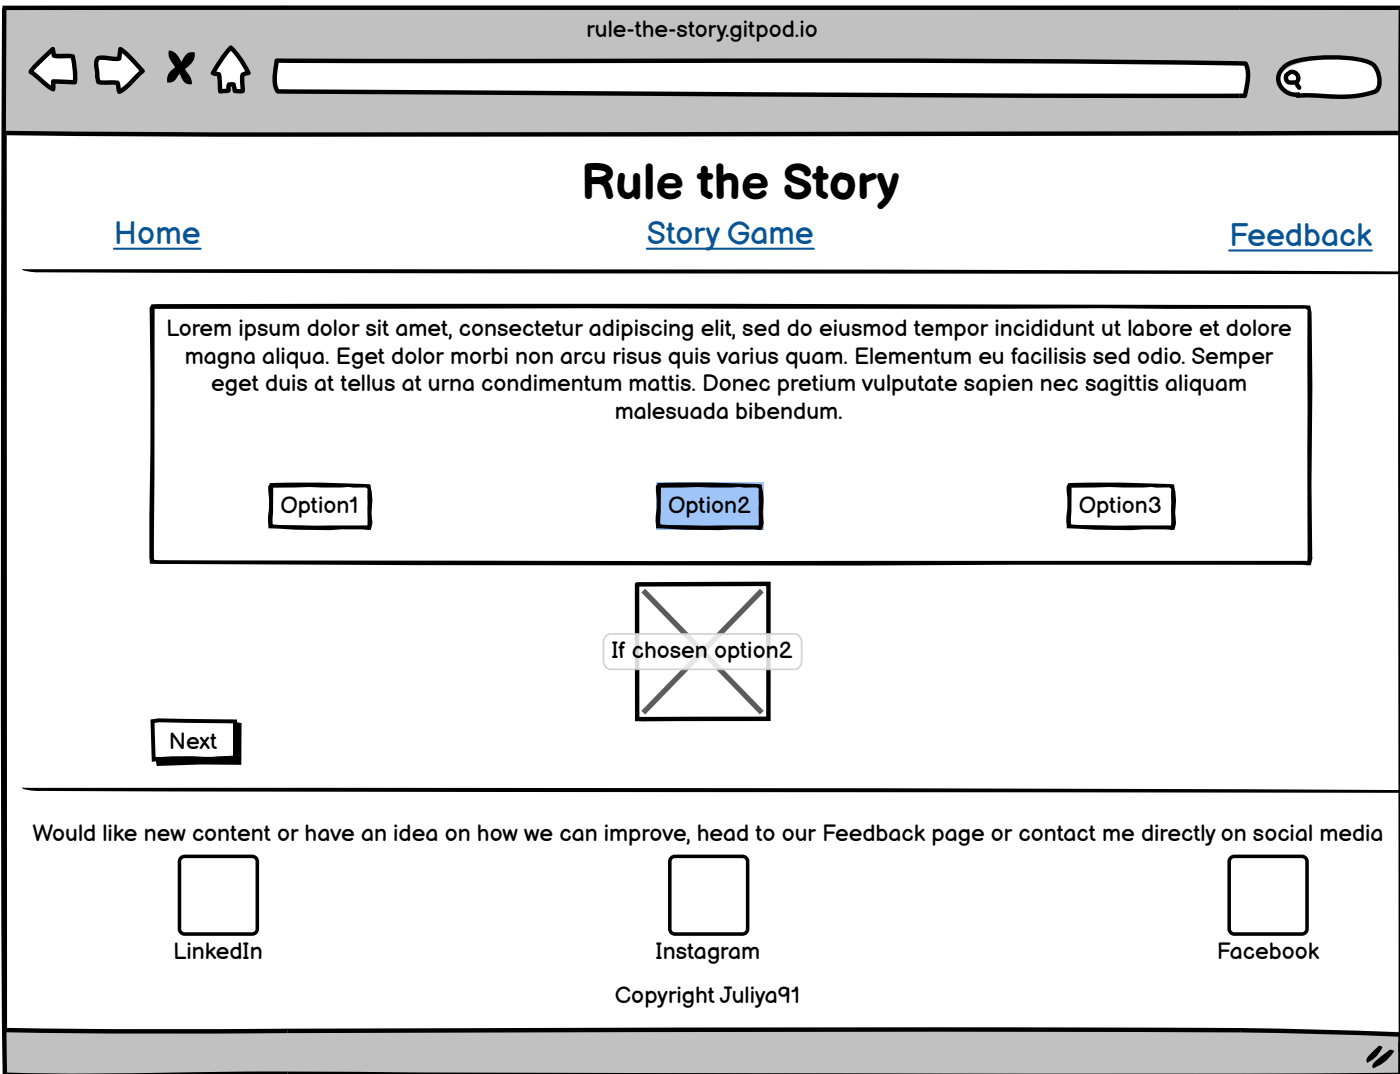 rule-the-story.gitpod.io
Rule the Story
Home
Story Game
Feedback
Lorem ipsum dolor sit amet, consectetur adipiscing elit, sed do eiusmod tempor incididunt ut labore et dolore
magna aliqua. Eget dolor morbi non arcu risus quis varius quam. Elementum eu facilisis sed odio. Semper
eget duis at tellus at urna condimentum mattis. Donec pretium vulputate sapien nec sagittis aliquam
malesuada bibendum.
Option1
Option2
Option3
If chosen option2
Next
Would like new content or have an idea on how we can improve, head to our Feedback page or contact me directly on social media
LinkedIn
Instagram
Facebook
Copyright Juliya91